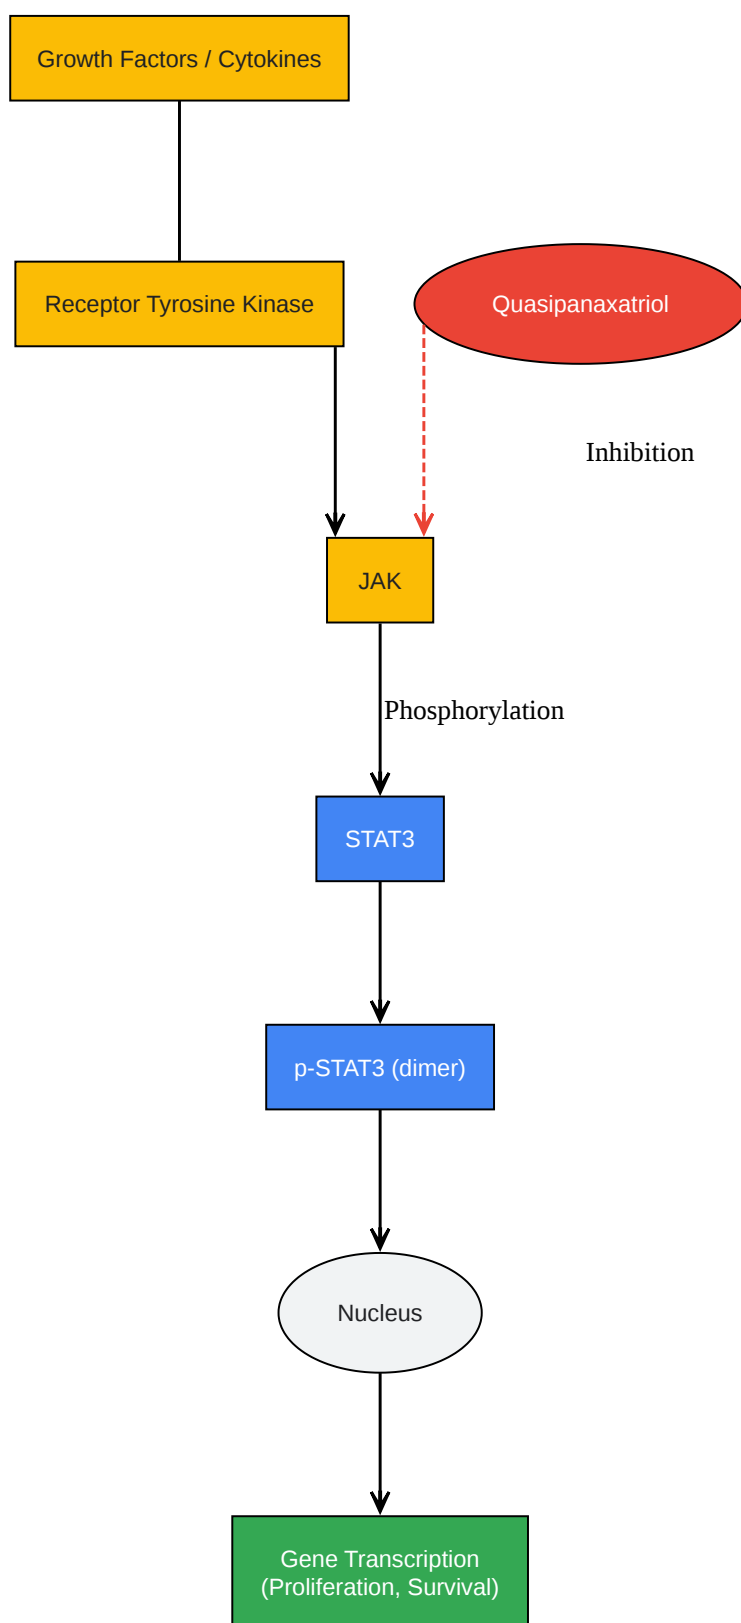 Growth Factors / Cytokines
Receptor Tyrosine Kinase
Quasipanaxatriol
Inhibition
JAK
Phosphorylation
STAT3
p-STAT3 (dimer)
Nucleus
Gene Transcription
(Proliferation, Survival)